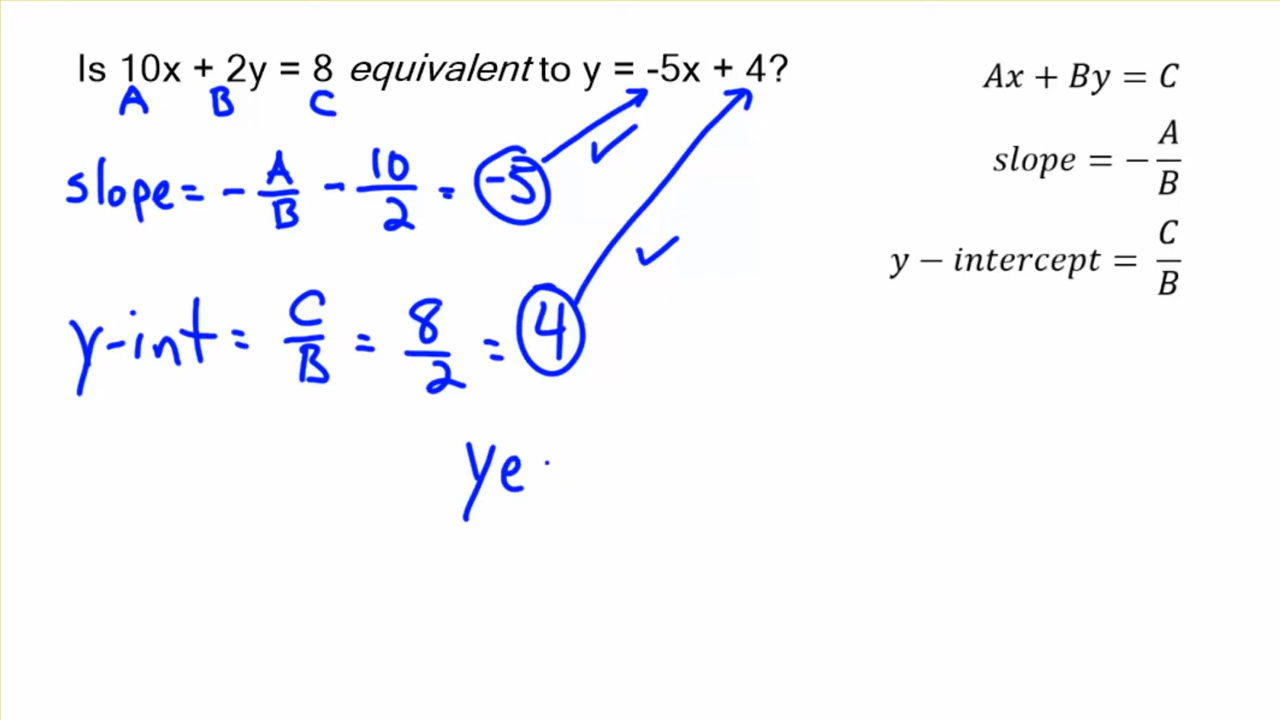 Is 10x + 2y = 8 equivalent to y = -5x + 4?
A B C
slope = - A/B - 10/2 = -5 ✓
y-int = C/B = 8/2 = 4 ✓
Ye
Ax + By = C
slope = − A/B
y − intercept = C/B